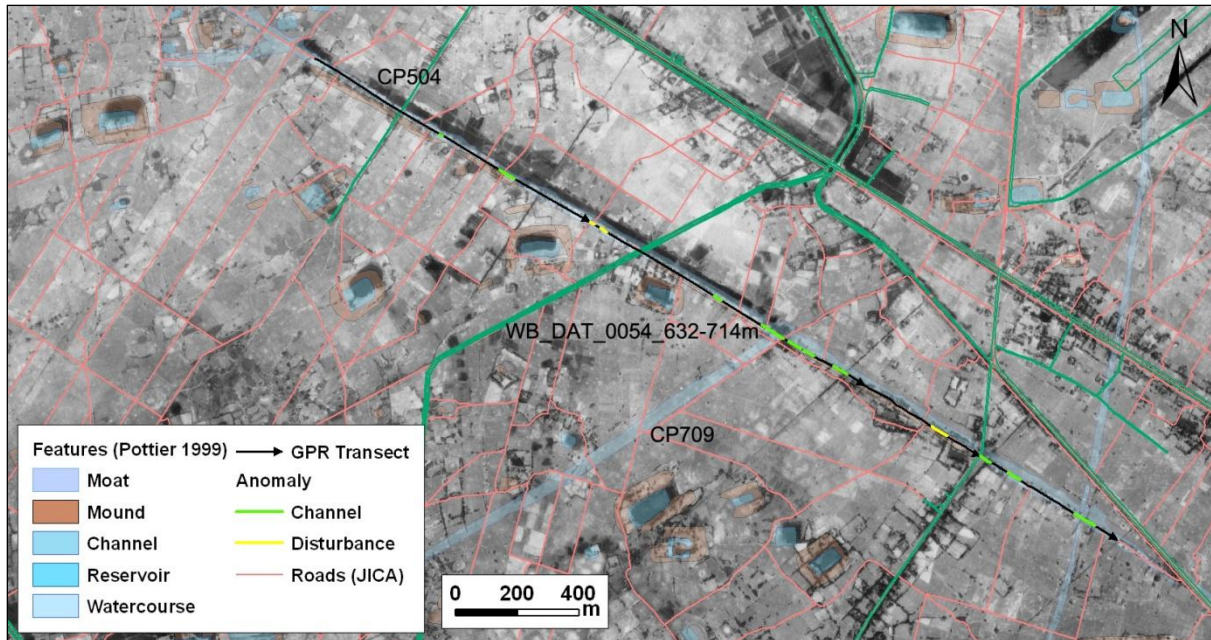 N
CP504
WB_DAT_0054_632-714m
CP709
Features (Pottier 1999)
Moat
Mound
Channel
Reservoir
Watercourse
GPR Transect
Anomaly
Channel
Disturbance
Roads (JICA)
0 200 400
m